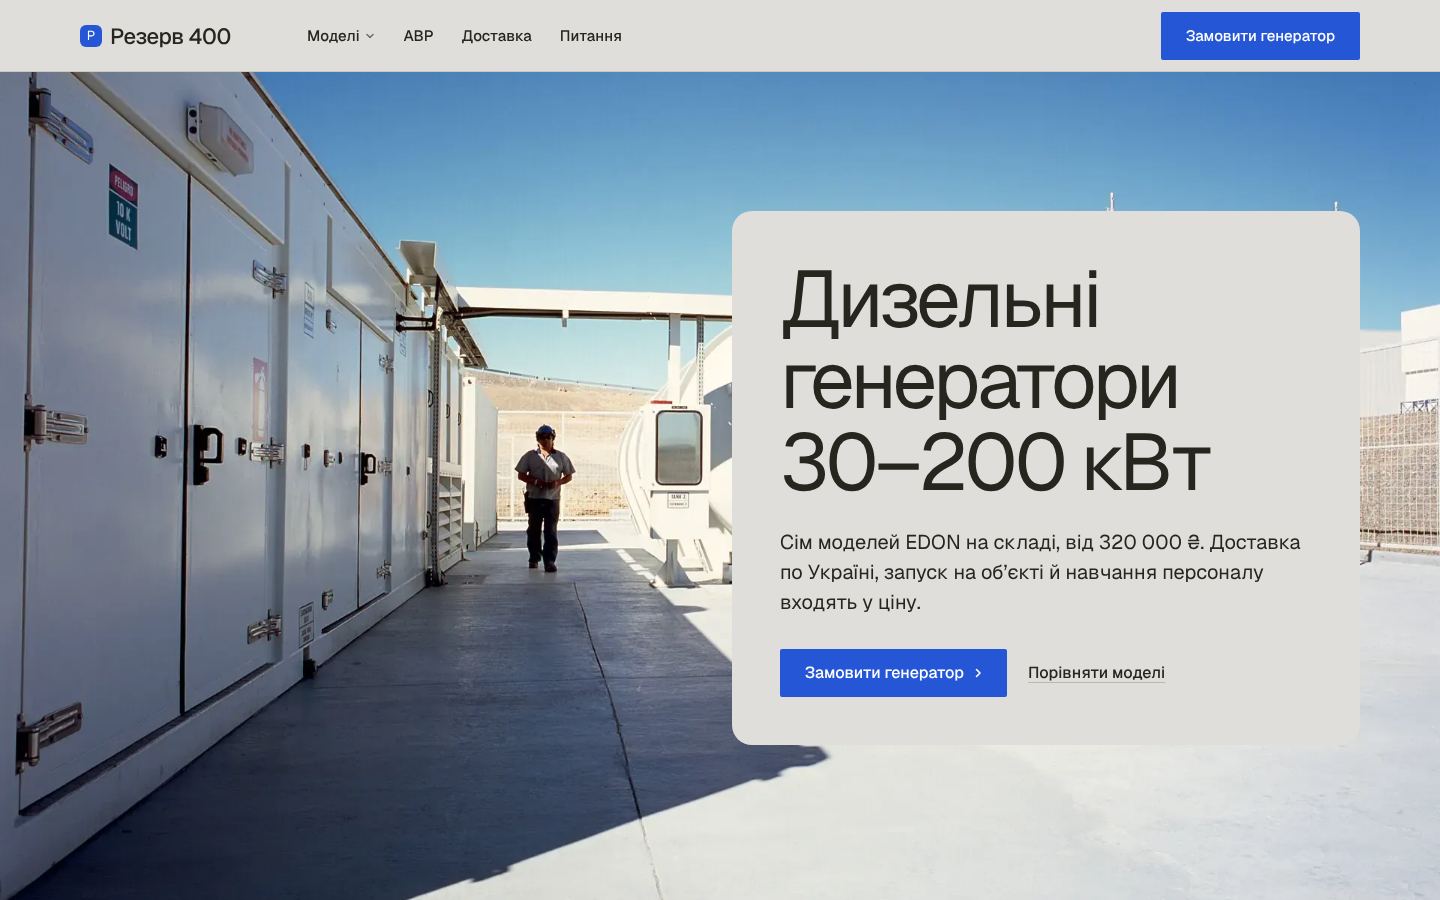 Р Резерв 400
Моделі
АВР
Доставка
Питання
Замовити генератор
PELIGRO
10 K
VOLT
Дизельні
генератори
30–200 кВт
Сім моделей EDON на складі, від 320 000 ₴. Доставка
по Україні, запуск на об’єкті й навчання персоналу
входять у ціну.
Замовити генератор
Порівняти моделі